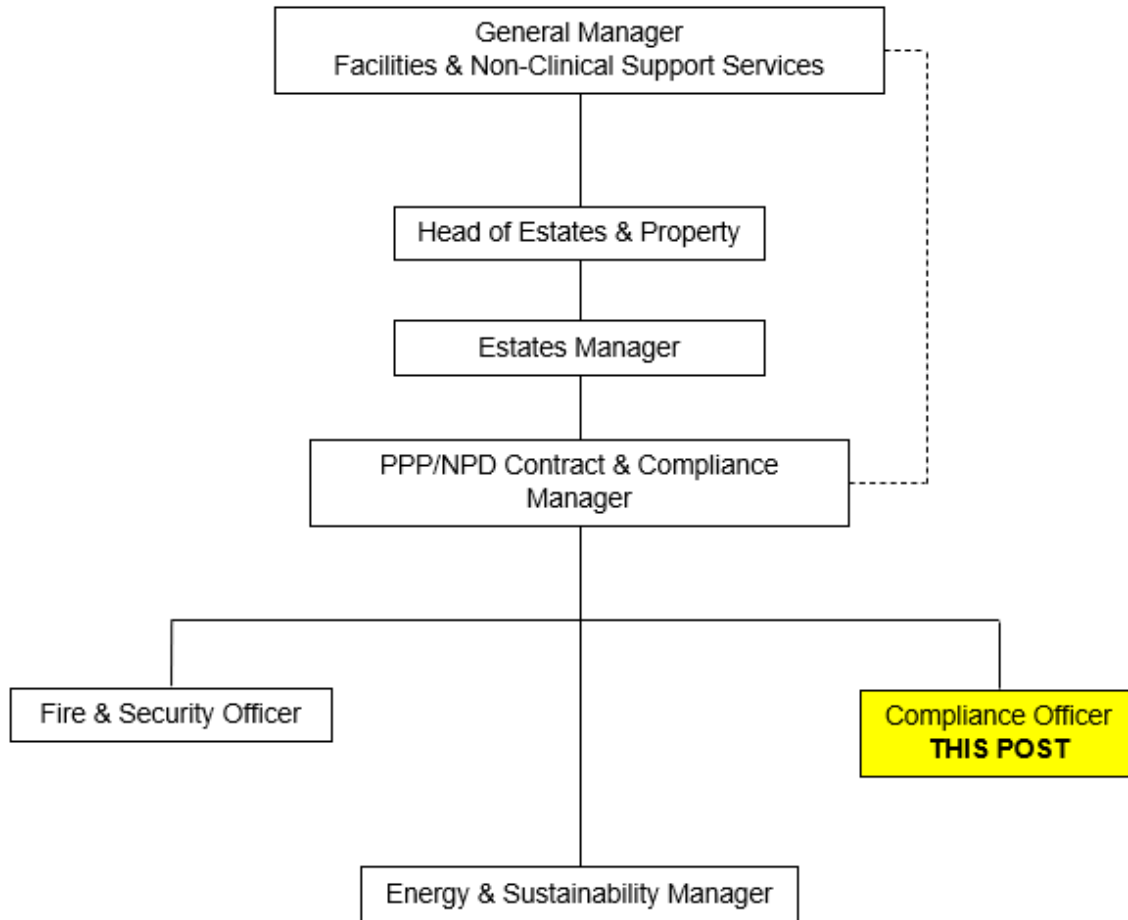 General Manager
Facilities & Non-Clinical Support Services
Head of Estates & Property
Estates Manager
PPP/NPD Contract & Compliance
Manager
Fire & Security Officer
Compliance Officer
THIS POST
Energy & Sustainability Manager